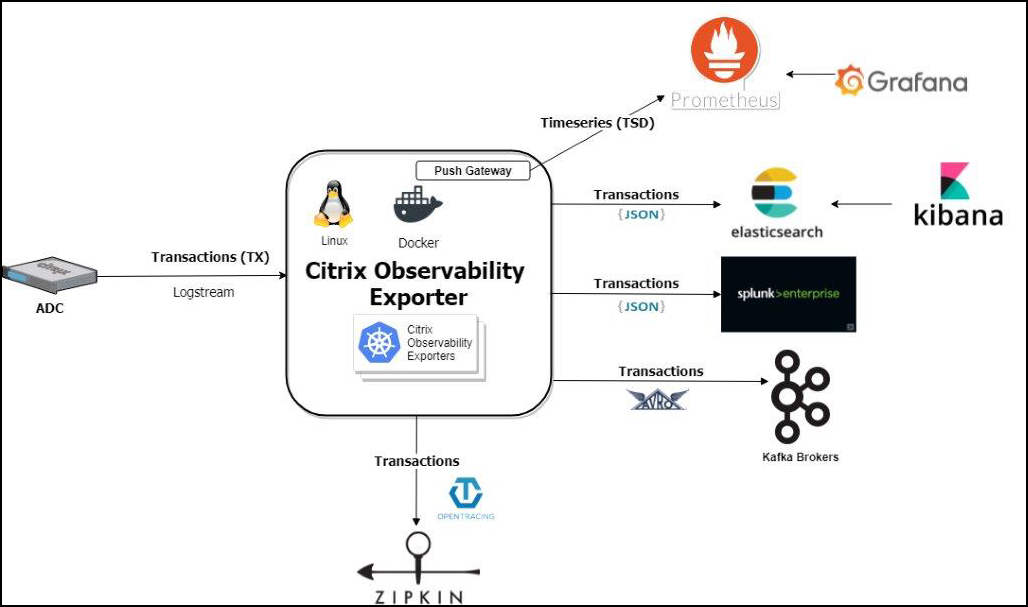 Prometheus
Grafana
Timeseries (TSD)
Push Gateway
Linux
Docker
Citrix Observability
Exporter
Citrix
Observability
Exporters
Transactions (TX)
Logstream
citrix
ADC
Transactions
{JSON}
elasticsearch
kibana
Transactions
{JSON}
splunk>enterprise
Transactions
AVRO
Kafka Brokers
Transactions
OPENTRACING
ZIPKIN